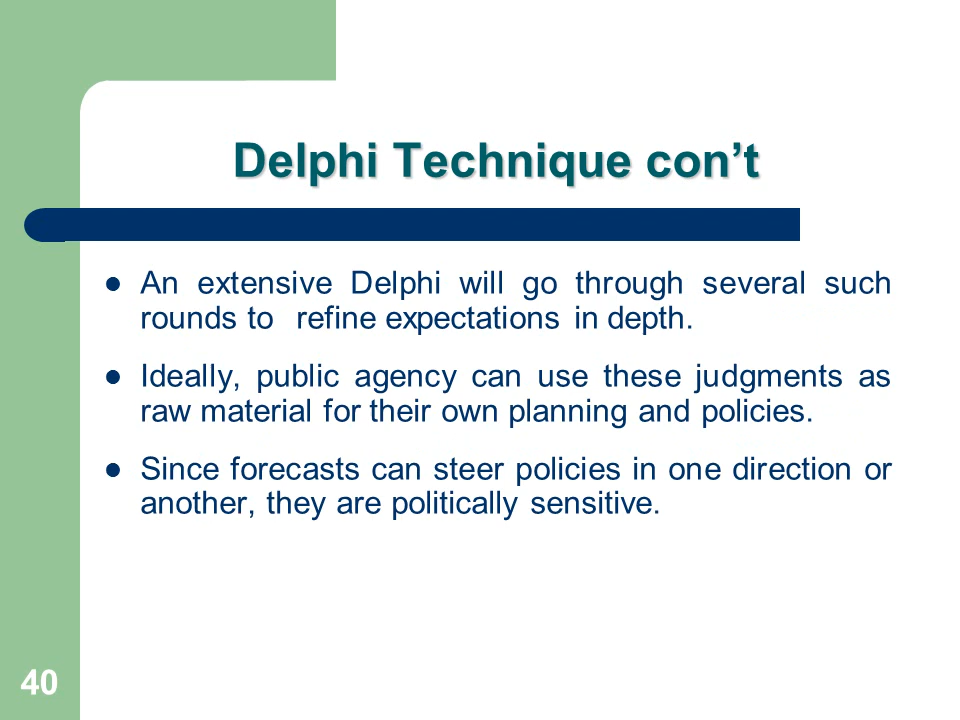 Delphi Technique con’t
An extensive Delphi will go through several such
rounds to refine expectations in depth.
Ideally, public agency can use these judgments as
raw material for their own planning and policies.
Since forecasts can steer policies in one direction or
another, they are politically sensitive.
40